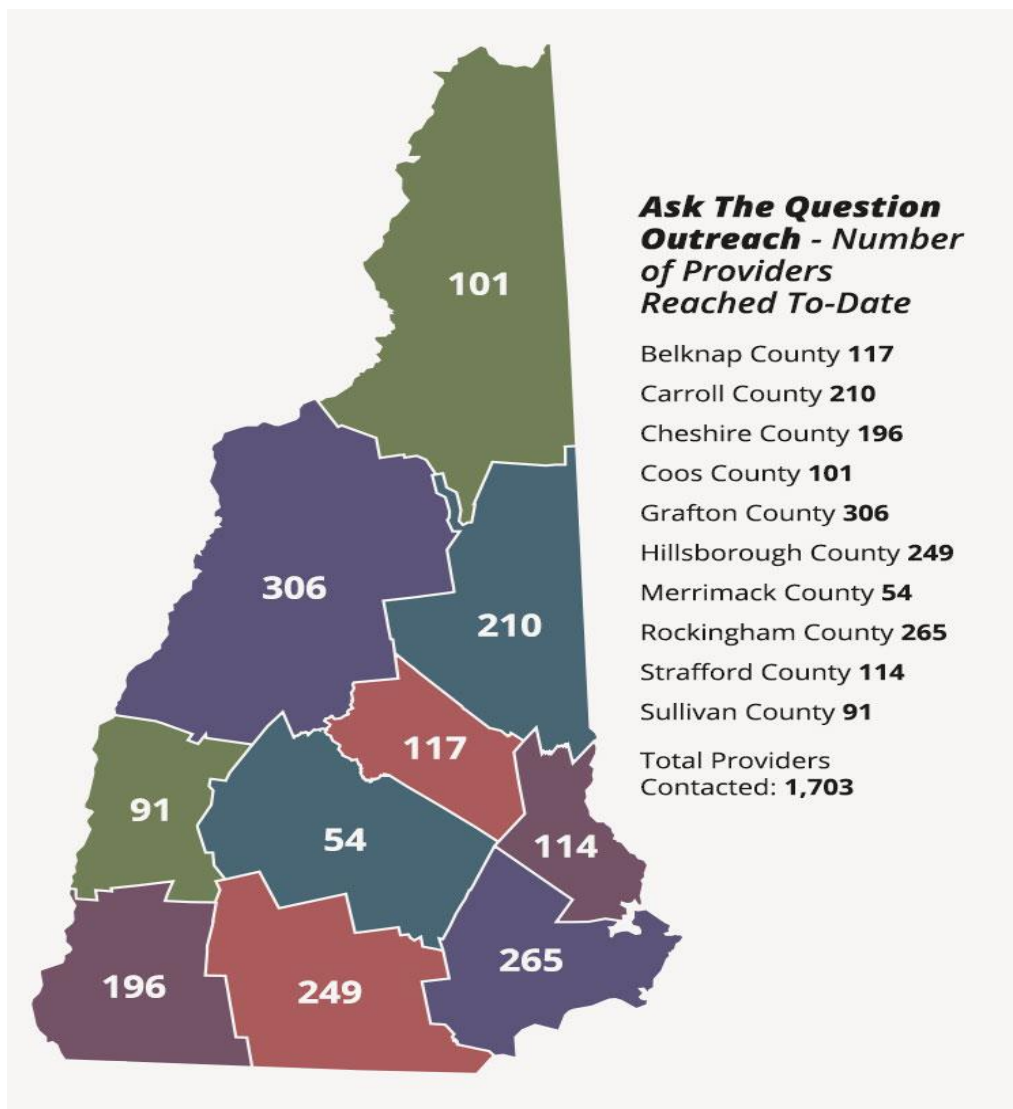 101
306
210
117
91
54
114
265
196
249
Ask The Question
Outreach - Number
of Providers
Reached To-Date
Belknap County 117
Carroll County 210
Cheshire County 196
Coos County 101
Grafton County 306
Hillsborough County 249
Merrimack County 54
Rockingham County 265
Strafford County 114
Sullivan County 91
Total Providers
Contacted: 1,703